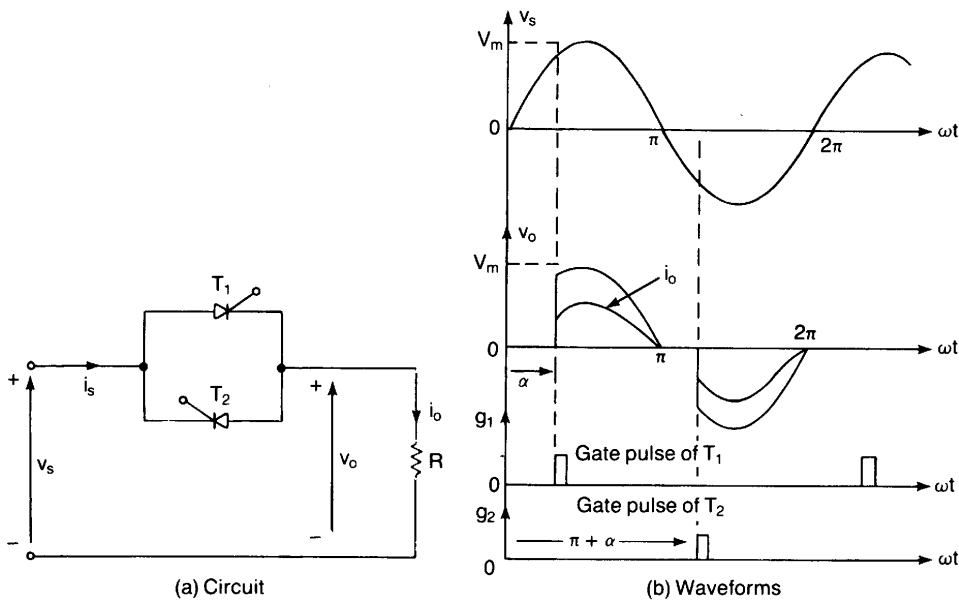 T₁
T₂
+
iₛ
vₛ
−
+
vₒ
−
iₒ
R
(a) Circuit
vₛ
Vₘ
0
π
2π
ωt
vₒ
Vₘ
iₒ
0
α
π
2π
g₁
Gate pulse of T₁
0
ωt
g₂
Gate pulse of T₂
π + α
0
ωt
(b) Waveforms